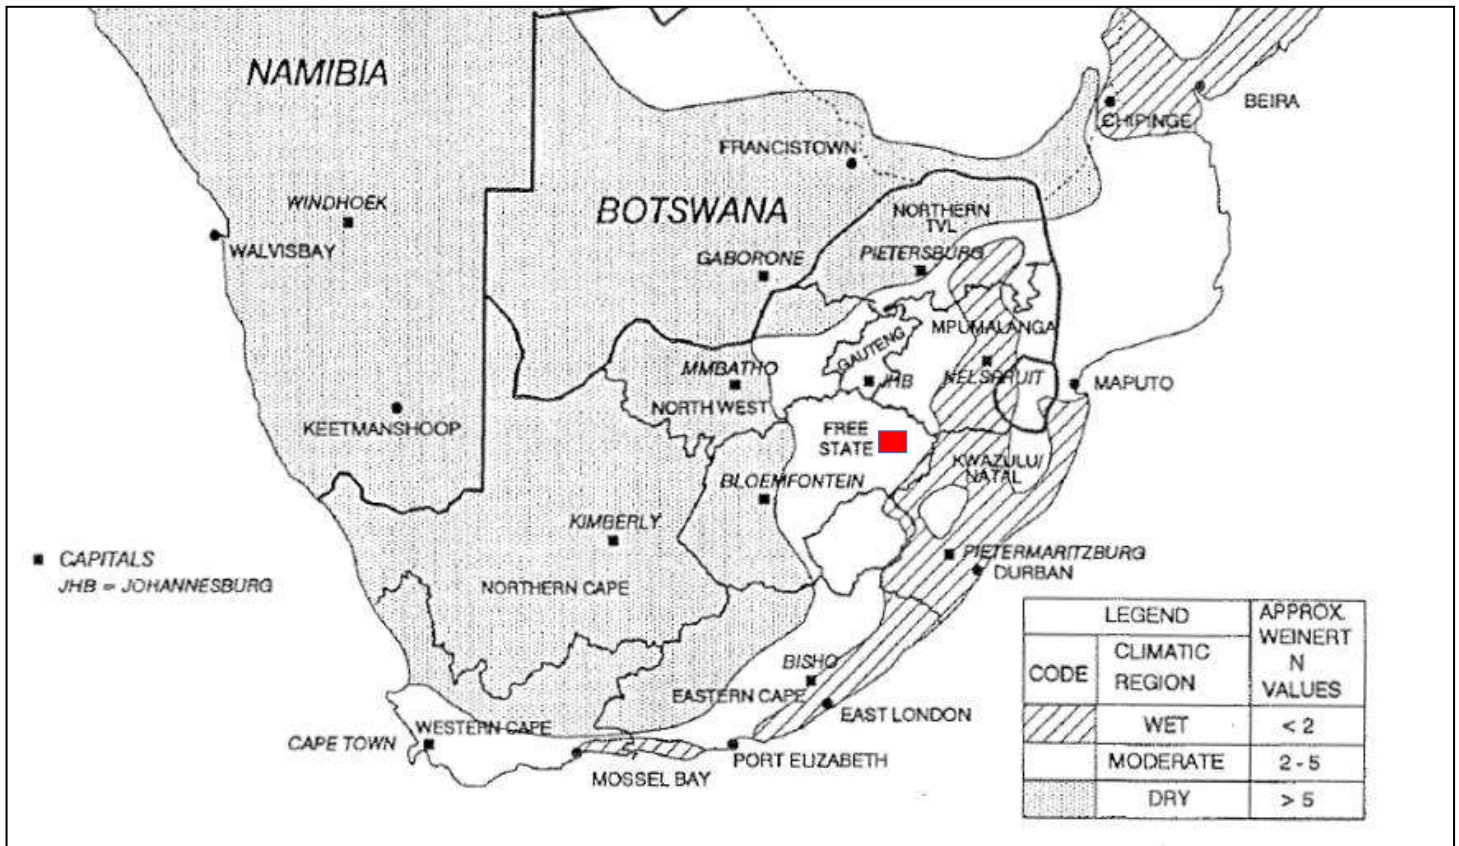 NAMIBIA
BEIRA
CHIPINGE
FRANCISTOWN
WINDHOEK
BOTSWANA
NORTHERN
TVL
WALVISBAY
GABORONE
PIETERSBURG
MPUMALANGA
GAUTENG
MMBATHO
JHB
NELSPRUIT
MAPUTO
NORTH WEST
KEETMANSHOOP
FREE
STATE
KWAZULU/
NATAL
BLOEMFONTEIN
KIMBERLY
CAPITALS
JHB = JOHANNESBURG
PIETERMARITZBURG
DURBAN
NORTHERN CAPE
BISHO
EASTERN CAPE
EAST LONDON
WESTERN CAPE
CAPE TOWN
PORT ELIZABETH
MOSSEL BAY
LEGEND
APPROX.
WEINERT
N
VALUES
CODE
CLIMATIC
REGION
WET
< 2
MODERATE
2 - 5
DRY
> 5